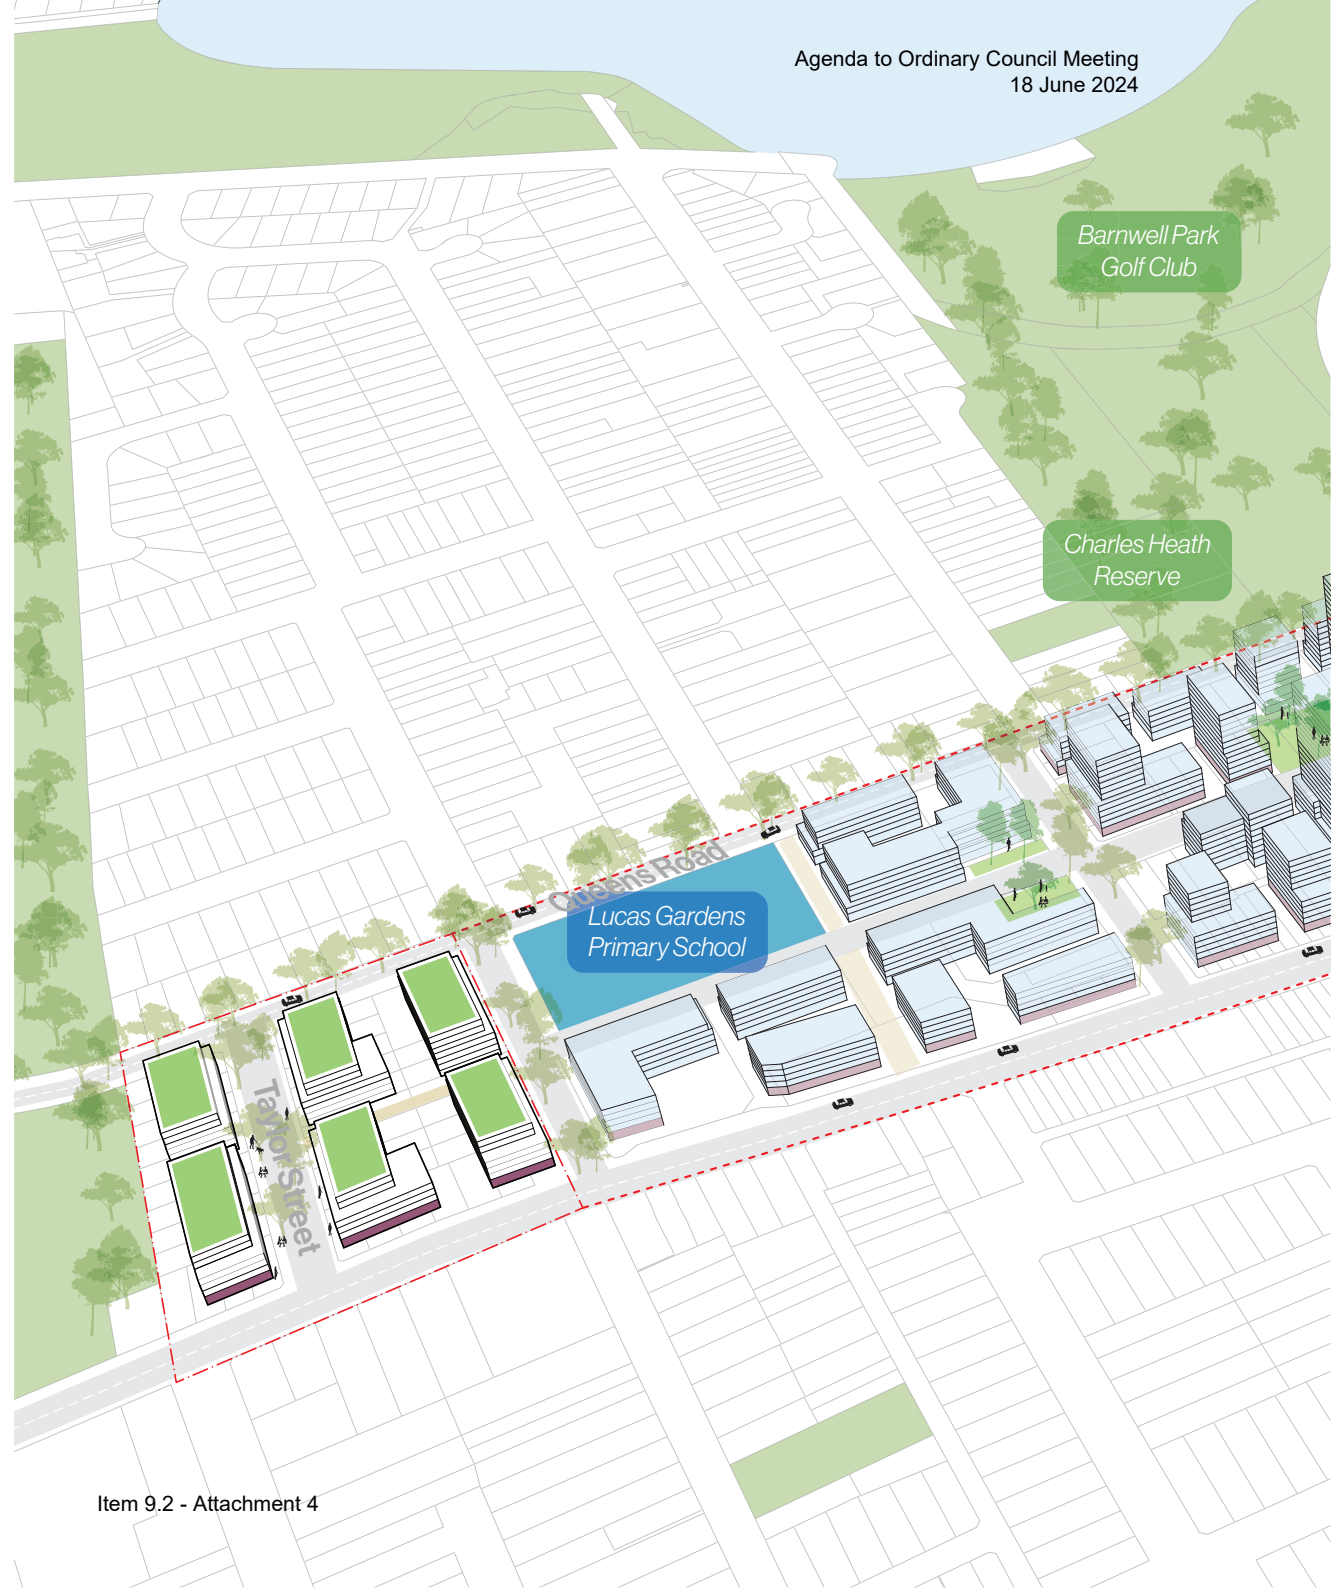 Agenda to Ordinary Council Meeting
18 June 2024
Barnwell Park
Golf Club
Charles Heath
Reserve
Queens Road
Lucas Gardens
Primary School
Taylor Street
Item 9.2 - Attachment 4